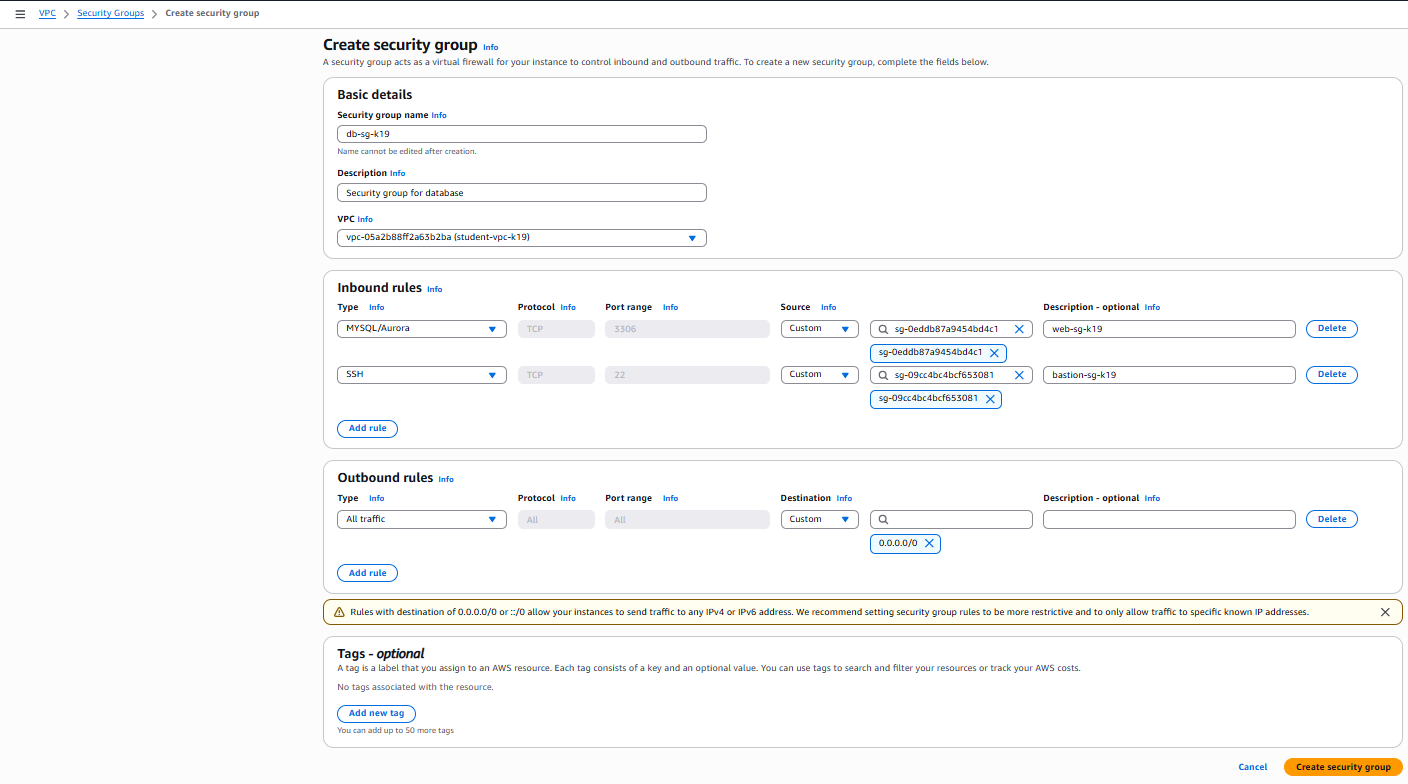 VPC > Security Groups > Create security group
Create security group Info
A security group acts as a virtual firewall for your instance to control inbound and outbound traffic. To create a new security group, complete the fields below.
Basic details
Security group name Info
db-sg-k19
Name cannot be edited after creation.
Description Info
Security group for database
VPC Info
vpc-05a2b88ff2a63b2ba (student-vpc-k19)
Inbound rules Info
Type Info Protocol Info Port range Info Source Info Description - optional Info
MYSQL/Aurora TCP 3306 Custom sg-0eddb87a9454bd4c1 web-sg-k19 Delete
sg-0eddb87a9454bd4c1
SSH TCP 22 Custom sg-09cc4bc4bcf653081 bastion-sg-k19 Delete
sg-09cc4bc4bcf653081
Add rule
Outbound rules Info
Type Info Protocol Info Port range Info Destination Info Description - optional Info
All traffic All All Custom Delete
0.0.0.0/0
Add rule
Rules with destination of 0.0.0.0/0 or ::/0 allow your instances to send traffic to any IPv4 or IPv6 address. We recommend setting security group rules to be more restrictive and to only allow traffic to specific known IP addresses.
Tags - optional
A tag is a label that you assign to an AWS resource. Each tag consists of a key and an optional value. You can use tags to search and filter your resources or track your AWS costs.
No tags associated with the resource.
Add new tag
You can add up to 50 more tags
Cancel Create security group